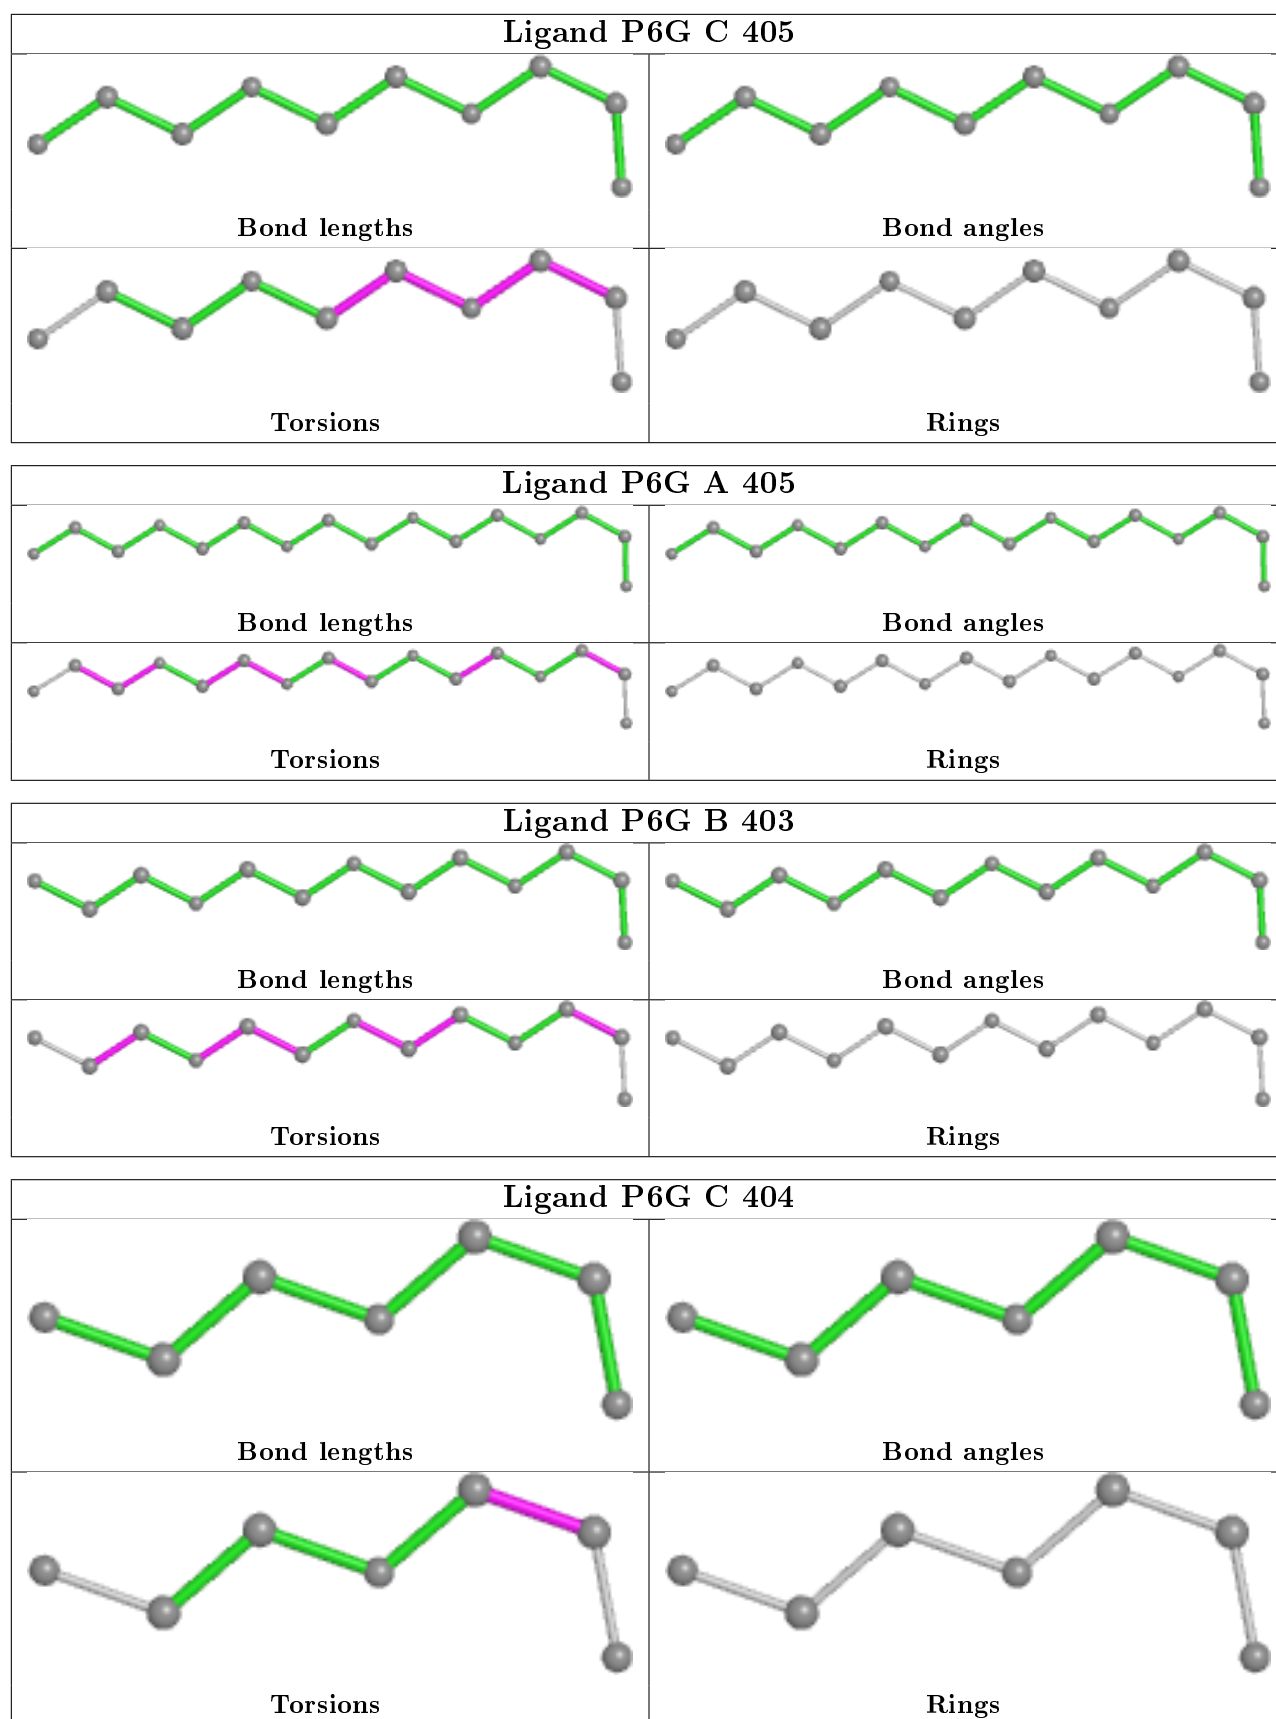 Ligand P6G C 405
Bond lengths
Bond angles
Torsions
Rings
Ligand P6G A 405
Bond lengths
Bond angles
Torsions
Rings
Ligand P6G B 403
Bond lengths
Bond angles
Torsions
Rings
Ligand P6G C 404
Bond lengths
Bond angles
Torsions
Rings